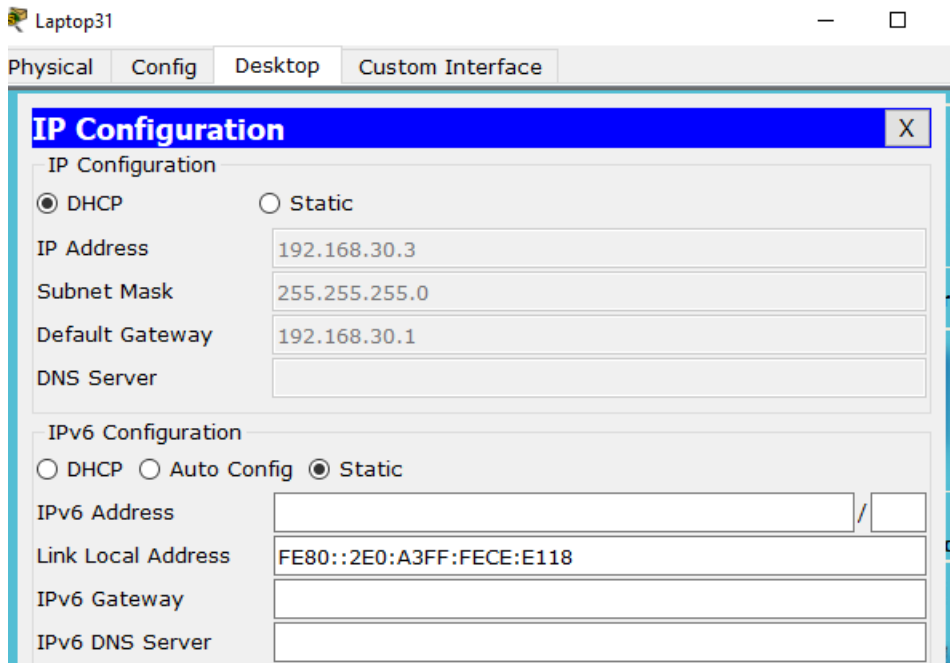 Laptop31
Physical Config Desktop Custom Interface
IP Configuration X
IP Configuration
DHCP Static
IP Address 192.168.30.3
Subnet Mask 255.255.255.0
Default Gateway 192.168.30.1
DNS Server
IPv6 Configuration
DHCP Auto Config Static
IPv6 Address /
Link Local Address FE80::2E0:A3FF:FECE:E118
IPv6 Gateway
IPv6 DNS Server